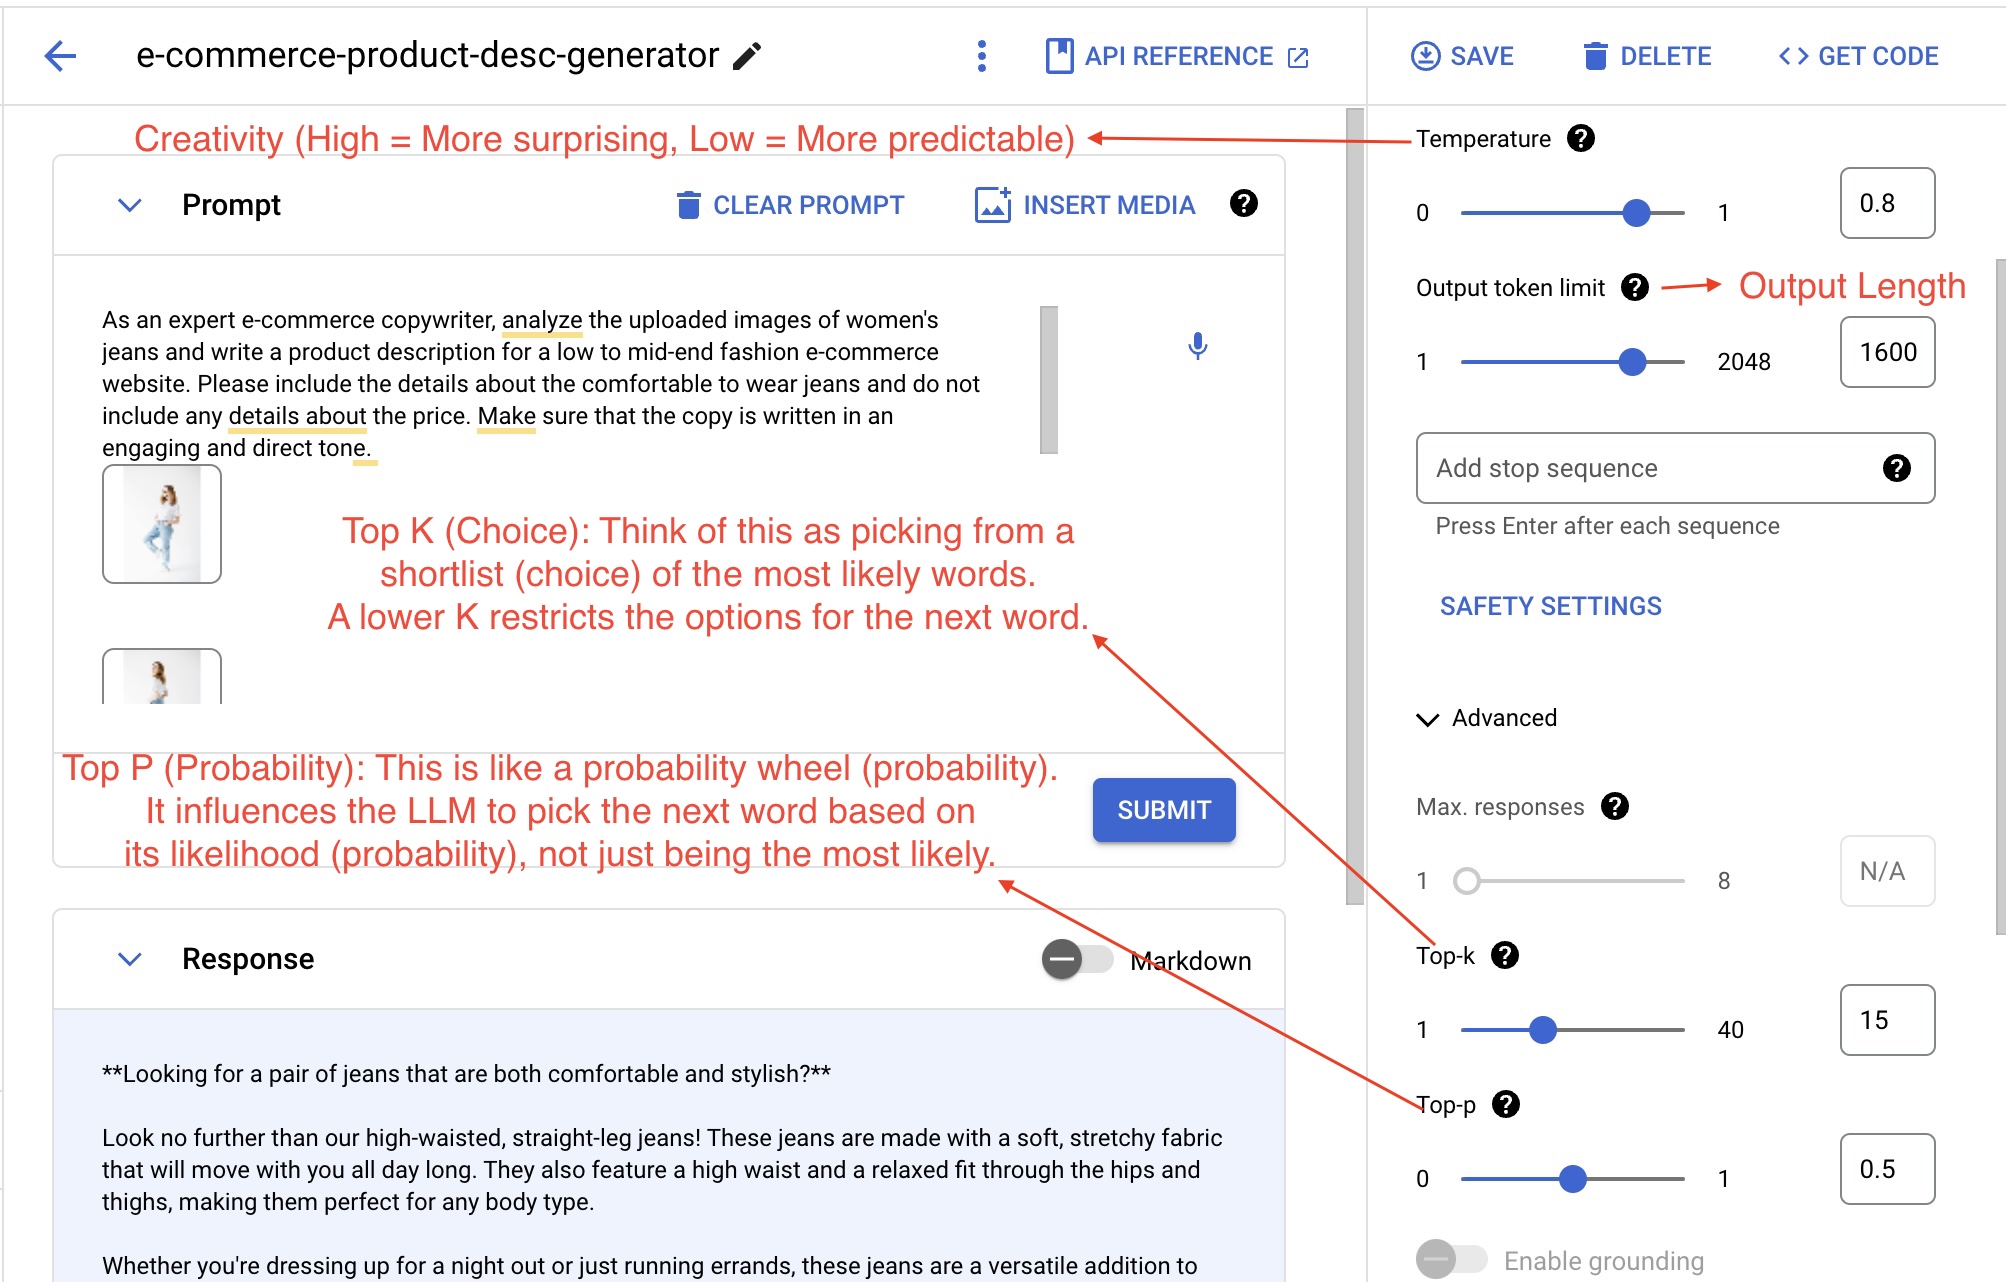 e-commerce-product-desc-generator
API REFERENCE
SAVE
DELETE
<> GET CODE
Creativity (High = More surprising, Low = More predictable)
Prompt
CLEAR PROMPT
INSERT MEDIA
?
As an expert e-commerce copywriter, analyze the uploaded images of women's
jeans and write a product description for a low to mid-end fashion e-commerce
website. Please include the details about the comfortable to wear jeans and do not
include any details about the price. Make sure that the copy is written in an
engaging and direct tone.
Top K (Choice): Think of this as picking from a
shortlist (choice) of the most likely words.
A lower K restricts the options for the next word.
Top P (Probability): This is like a probability wheel (probability).
It influences the LLM to pick the next word based on
its likelihood (probability), not just being the most likely.
SUBMIT
Response
Markdown
**Looking for a pair of jeans that are both comfortable and stylish?**
Look no further than our high-waisted, straight-leg jeans! These jeans are made with a soft, stretchy fabric
that will move with you all day long. They also feature a high waist and a relaxed fit through the hips and
thighs, making them perfect for any body type.
Whether you're dressing up for a night out or just running errands, these jeans are a versatile addition to
Temperature ?
0 1 0.8
Output token limit ? Output Length
1 2048 1600
Add stop sequence ?
Press Enter after each sequence
SAFETY SETTINGS
Advanced
Max. responses ?
1 8 N/A
Top-k ?
1 40 15
Top-p ?
0 1 0.5
Enable grounding